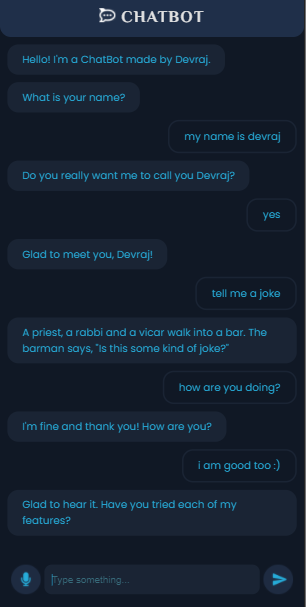 CHATBOT
Hello! I'm a ChatBot made by Devraj.
What is your name?
my name is devraj
Do you really want me to call you Devraj?
yes
Glad to meet you, Devraj!
tell me a joke
A priest, a rabbi and a vicar walk into a bar. The
barman says, "Is this some kind of joke?"
how are you doing?
I'm fine and thank you! How are you?
i am good too :)
Glad to hear it. Have you tried each of my
features?
Type something...